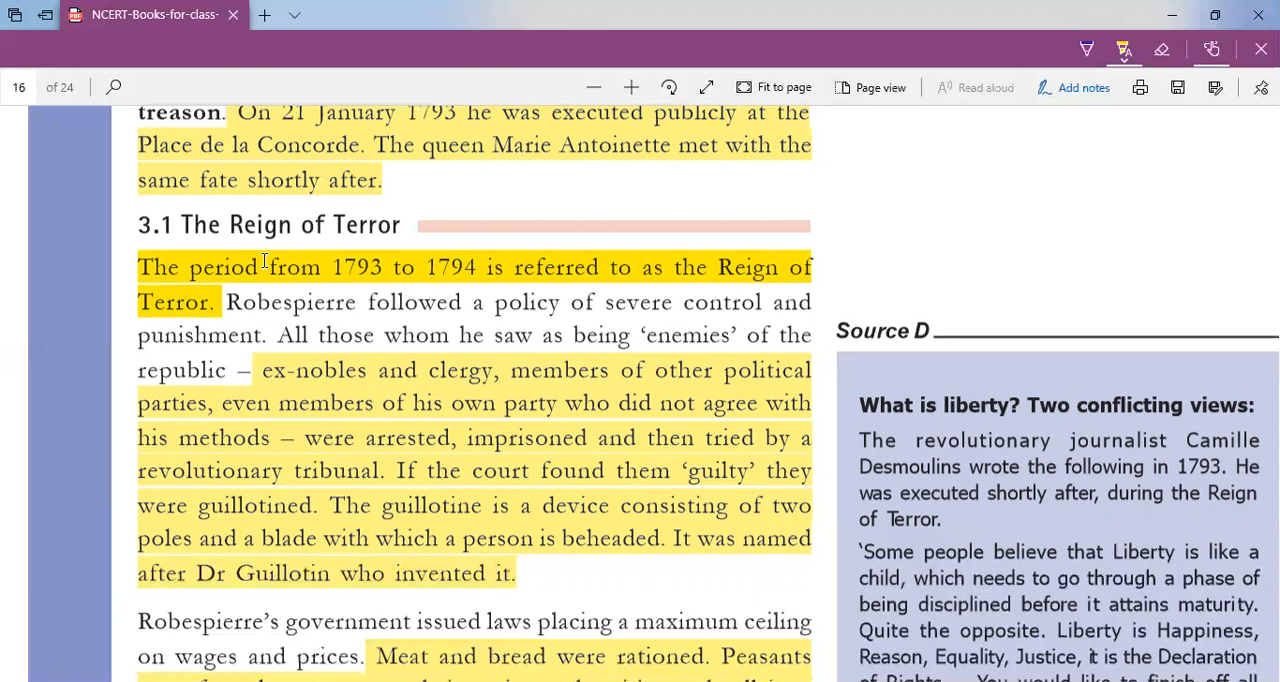 NCERT-Books-for-class-
16 of 24
Fit to page
Page view
Read aloud
Add notes
treason. On 21 January 1793 he was executed publicly at the
Place de la Concorde. The queen Marie Antoinette met with the
same fate shortly after.
3.1 The Reign of Terror
The period from 1793 to 1794 is referred to as the Reign of
Terror. Robespierre followed a policy of severe control and
punishment. All those whom he saw as being ‘enemies’ of the
republic – ex-nobles and clergy, members of other political
parties, even members of his own party who did not agree with
his methods – were arrested, imprisoned and then tried by a
revolutionary tribunal. If the court found them ‘guilty’ they
were guillotined. The guillotine is a device consisting of two
poles and a blade with which a person is beheaded. It was named
after Dr Guillotin who invented it.
Robespierre’s government issued laws placing a maximum ceiling
on wages and prices. Meat and bread were rationed. Peasants
Source D
What is liberty? Two conflicting views:
The revolutionary journalist Camille
Desmoulins wrote the following in 1793. He
was executed shortly after, during the Reign
of Terror.
‘Some people believe that Liberty is like a
child, which needs to go through a phase of
being disciplined before it attains maturity.
Quite the opposite. Liberty is Happiness,
Reason, Equality, Justice, it is the Declaration
of Rights ... You would like to finish off all